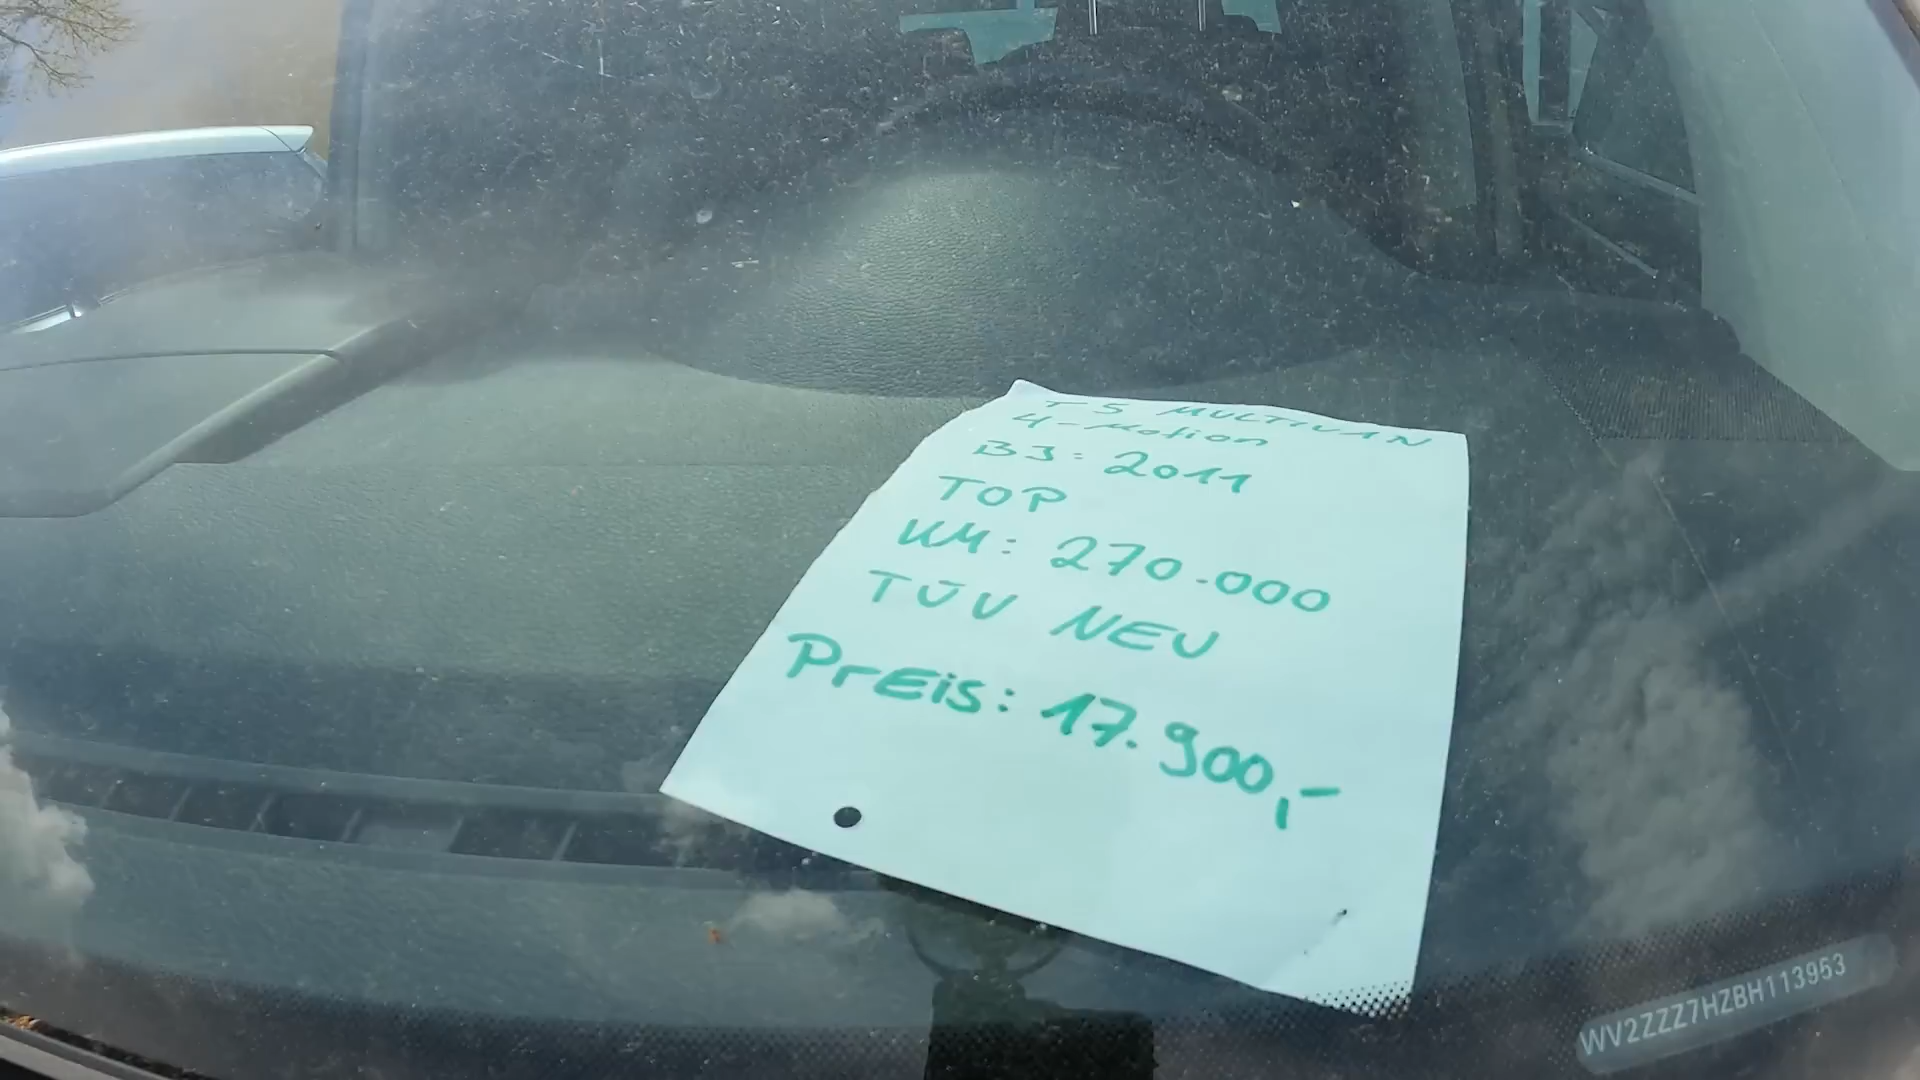 T5 MULTIVAN
4-Motion
BJ: 2011
TOP
KM: 270.000
TÜV NEU
PrEiS: 17.900,-
WV2ZZZ7HZBH113953